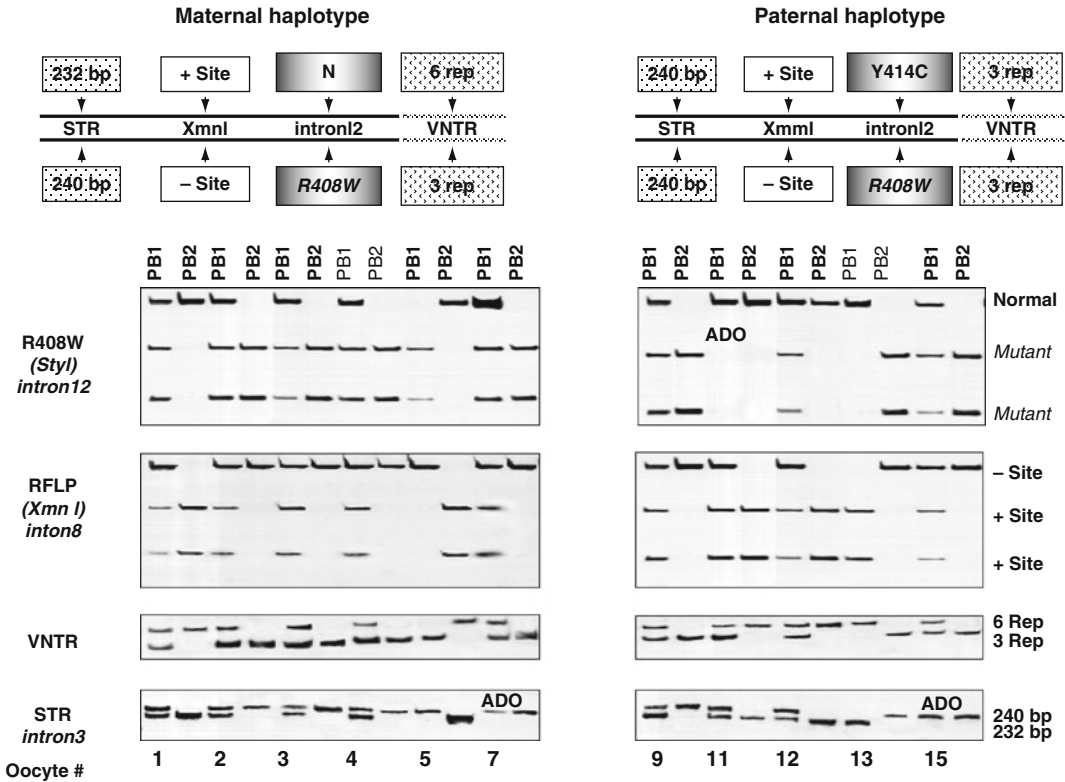 Maternal haplotype
Paternal haplotype
232 bp
+ Site
N
6 rep
240 bp
+ Site
Y414C
3 rep
STR
XmnI
intronI2
VNTR
STR
XmmI
intronI2
VNTR
240 bp
– Site
R408W
3 rep
240 bp
– Site
R408W
3 rep
PB1 PB2 PB1 PB2 PB1 PB2 PB1 PB2 PB1 PB2 PB1 PB2
PB1 PB2 PB1 PB2 PB1 PB2 PB1 PB2 PB1 PB2
R408W
(StyI)
intron12
ADO
Normal
Mutant
Mutant
RFLP
(Xmn I)
inton8
– Site
+ Site
+ Site
VNTR
6 Rep
3 Rep
STR
intron3
ADO
ADO
240 bp
232 bp
Oocyte #
1 2 3 4 5 7
9 11 12 13 15